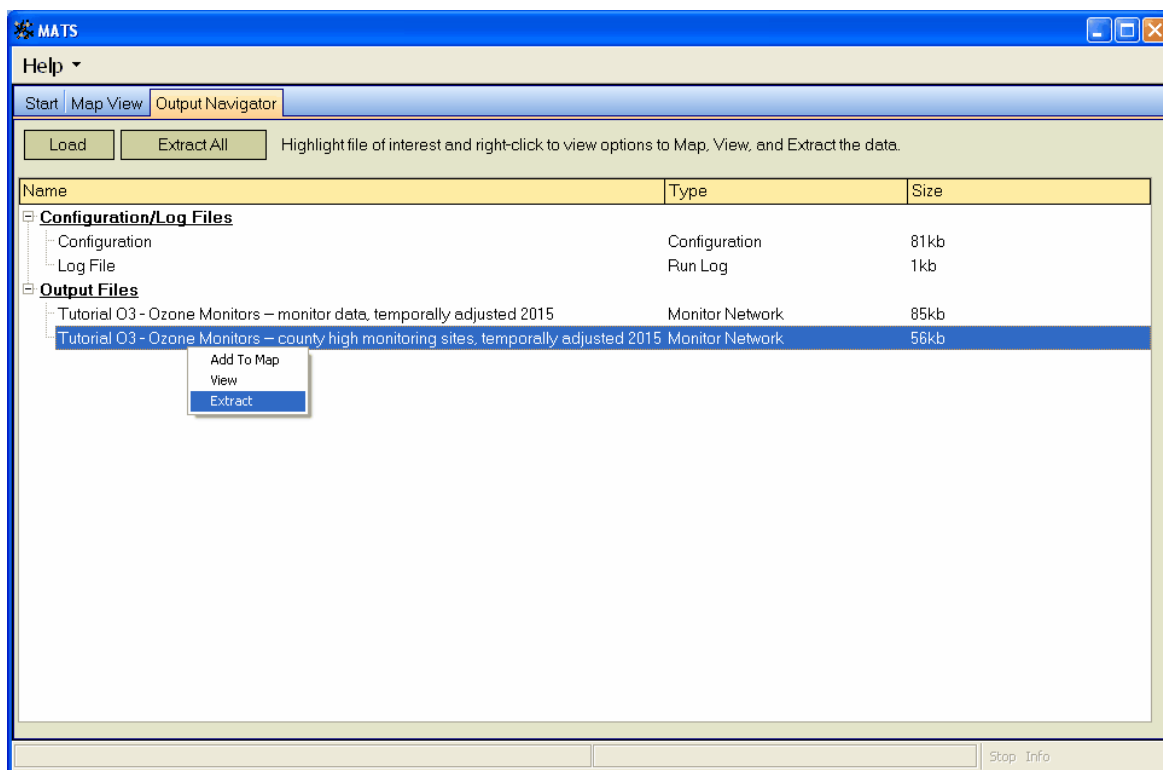 MATS
Help
Start Map View Output Navigator
Load Extract All Highlight file of interest and right-click to view options to Map, View, and Extract the data.
Name Type Size
Configuration/Log Files
Configuration Configuration 81kb
Log File Run Log 1kb
Output Files
Tutorial O3 - Ozone Monitors – monitor data, temporally adjusted 2015 Monitor Network 85kb
Tutorial O3 - Ozone Monitors – county high monitoring sites, temporally adjusted 2015 Monitor Network 56kb
Add To Map
View
Extract
Stop Info